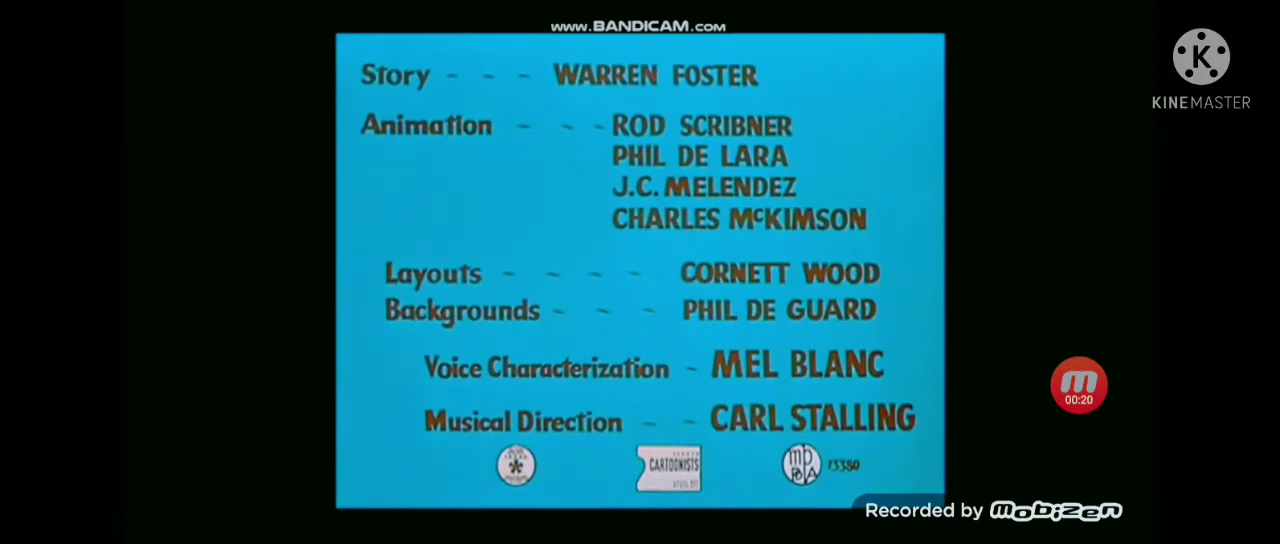 www.BANDICAM.com
Story - - - WARREN FOSTER
K
KINEMASTER
Animation - - - ROD SCRIBNER
PHIL DE LARA
J.C. MELENDEZ
CHARLES McKIMSON
Layouts - - - - CORNETT WOOD
Backgrounds - - - PHIL DE GUARD
Voice Characterization - MEL BLANC
00:20
Musical Direction - - CARL STALLING
CARTOONISTS
mp
PDA
13380
Recorded by mobizen